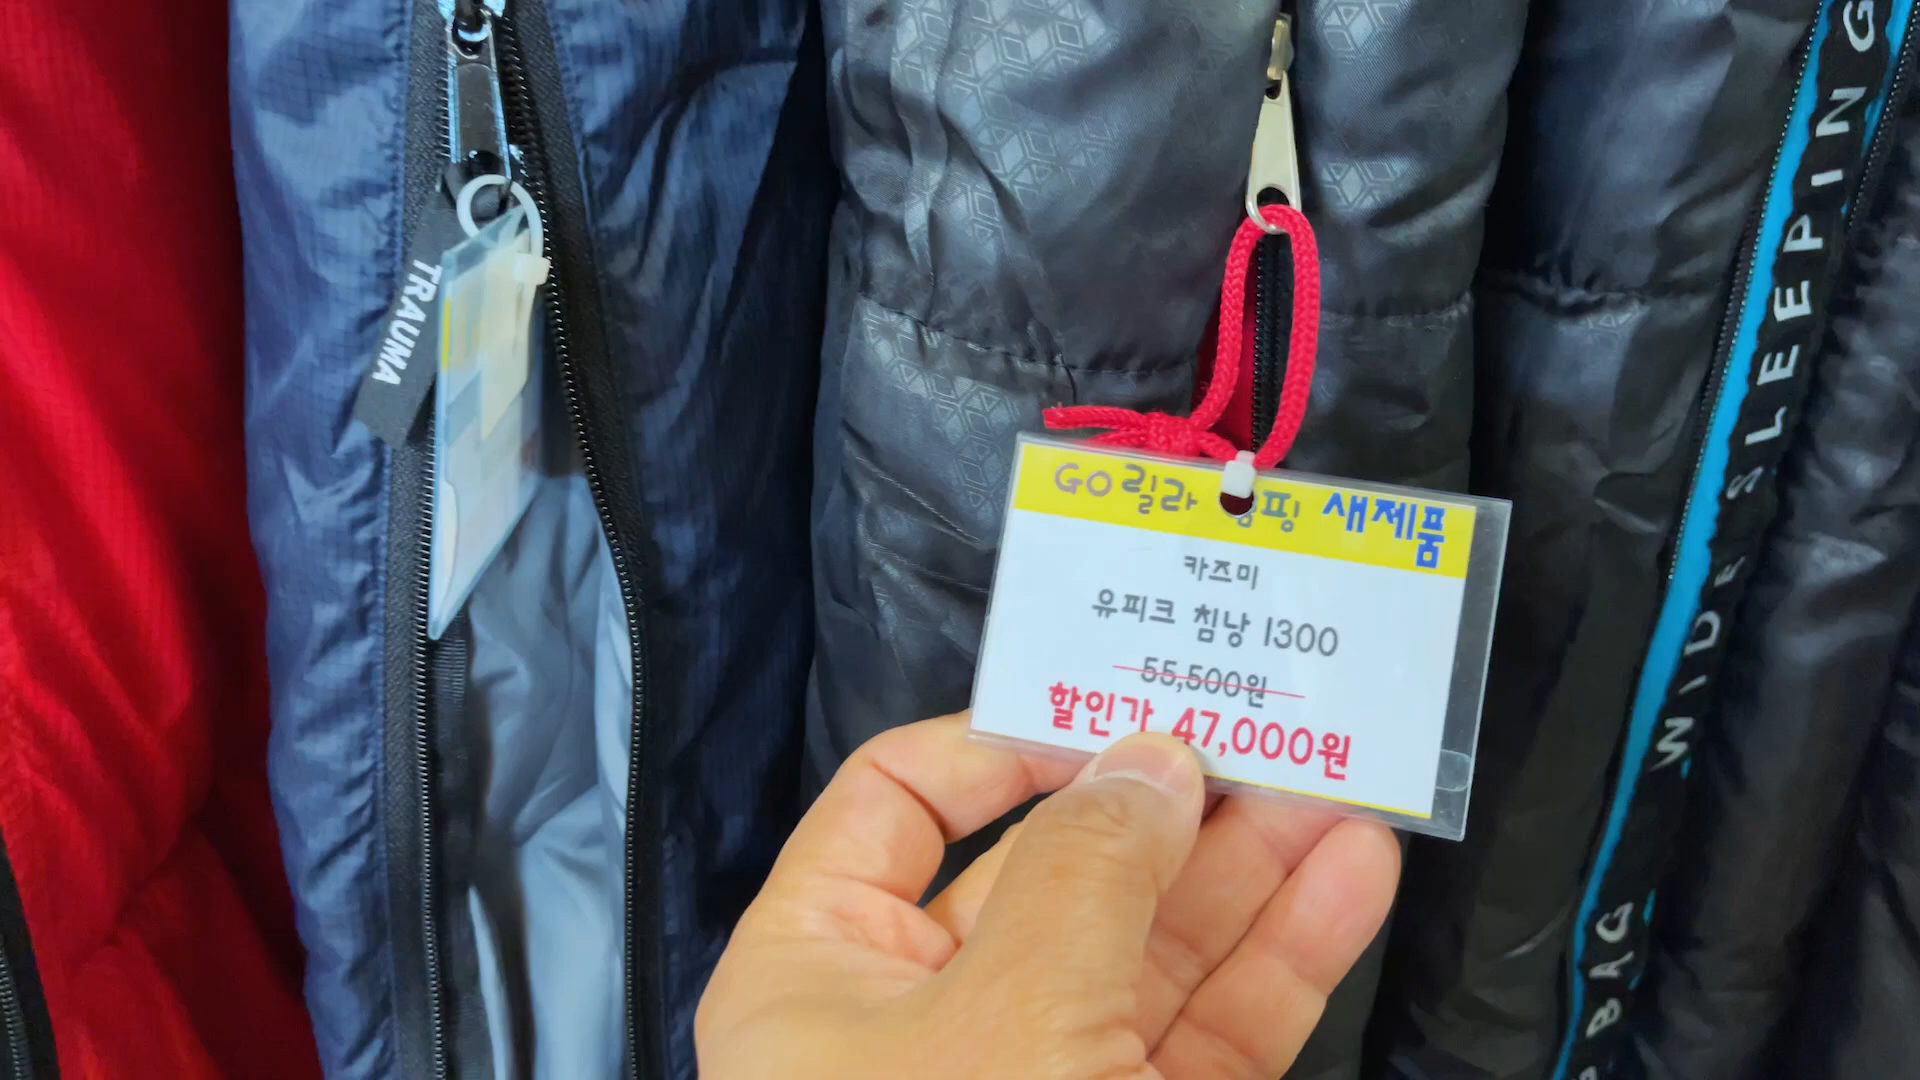 TRAUMA
GO릴라 캠핑 새제품
카즈미
유피크 침낭 1300
55,500원
할인가 47,000원
WIDE SLEEPING
BAG